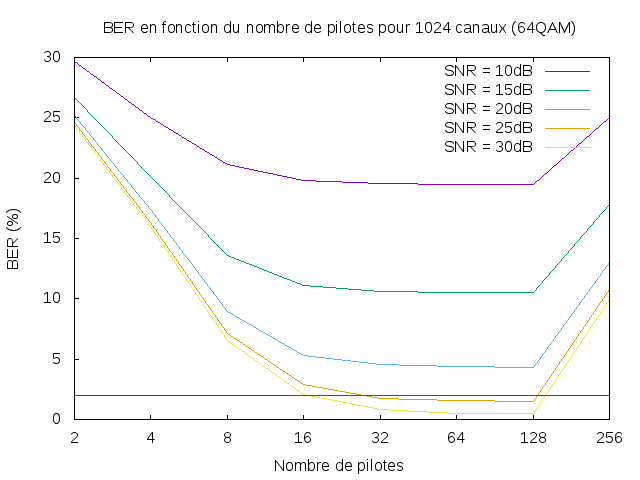 BER en fonction du nombre de pilotes pour 1024 canaux (64QAM)
30
25
20
15
10
5
0
BER (%)
SNR = 10dB
SNR = 15dB
SNR = 20dB
SNR = 25dB
SNR = 30dB
2 4 8 16 32 64 128 256
Nombre de pilotes